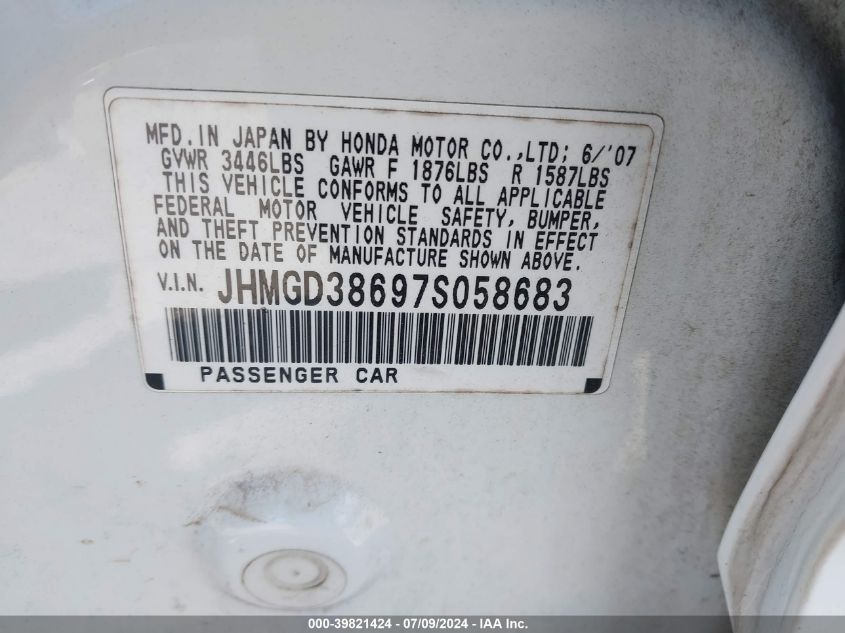 MFD.IN JAPAN BY HONDA MOTOR CO.,LTD; 6/'07
GVWR 3446LBS GAWR F 1876LBS R 1587LBS
THIS VEHICLE CONFORMS TO ALL APPLICABLE
FEDERAL MOTOR VEHICLE SAFETY, BUMPER,
AND THEFT PREVENTION STANDARDS IN EFFECT
ON THE DATE OF MANUFACTURE SHOWN ABOVE.
V.I.N. JHMGD38697S058683
PASSENGER CAR
000-39821424 - 07/09/2024 - IAA Inc.